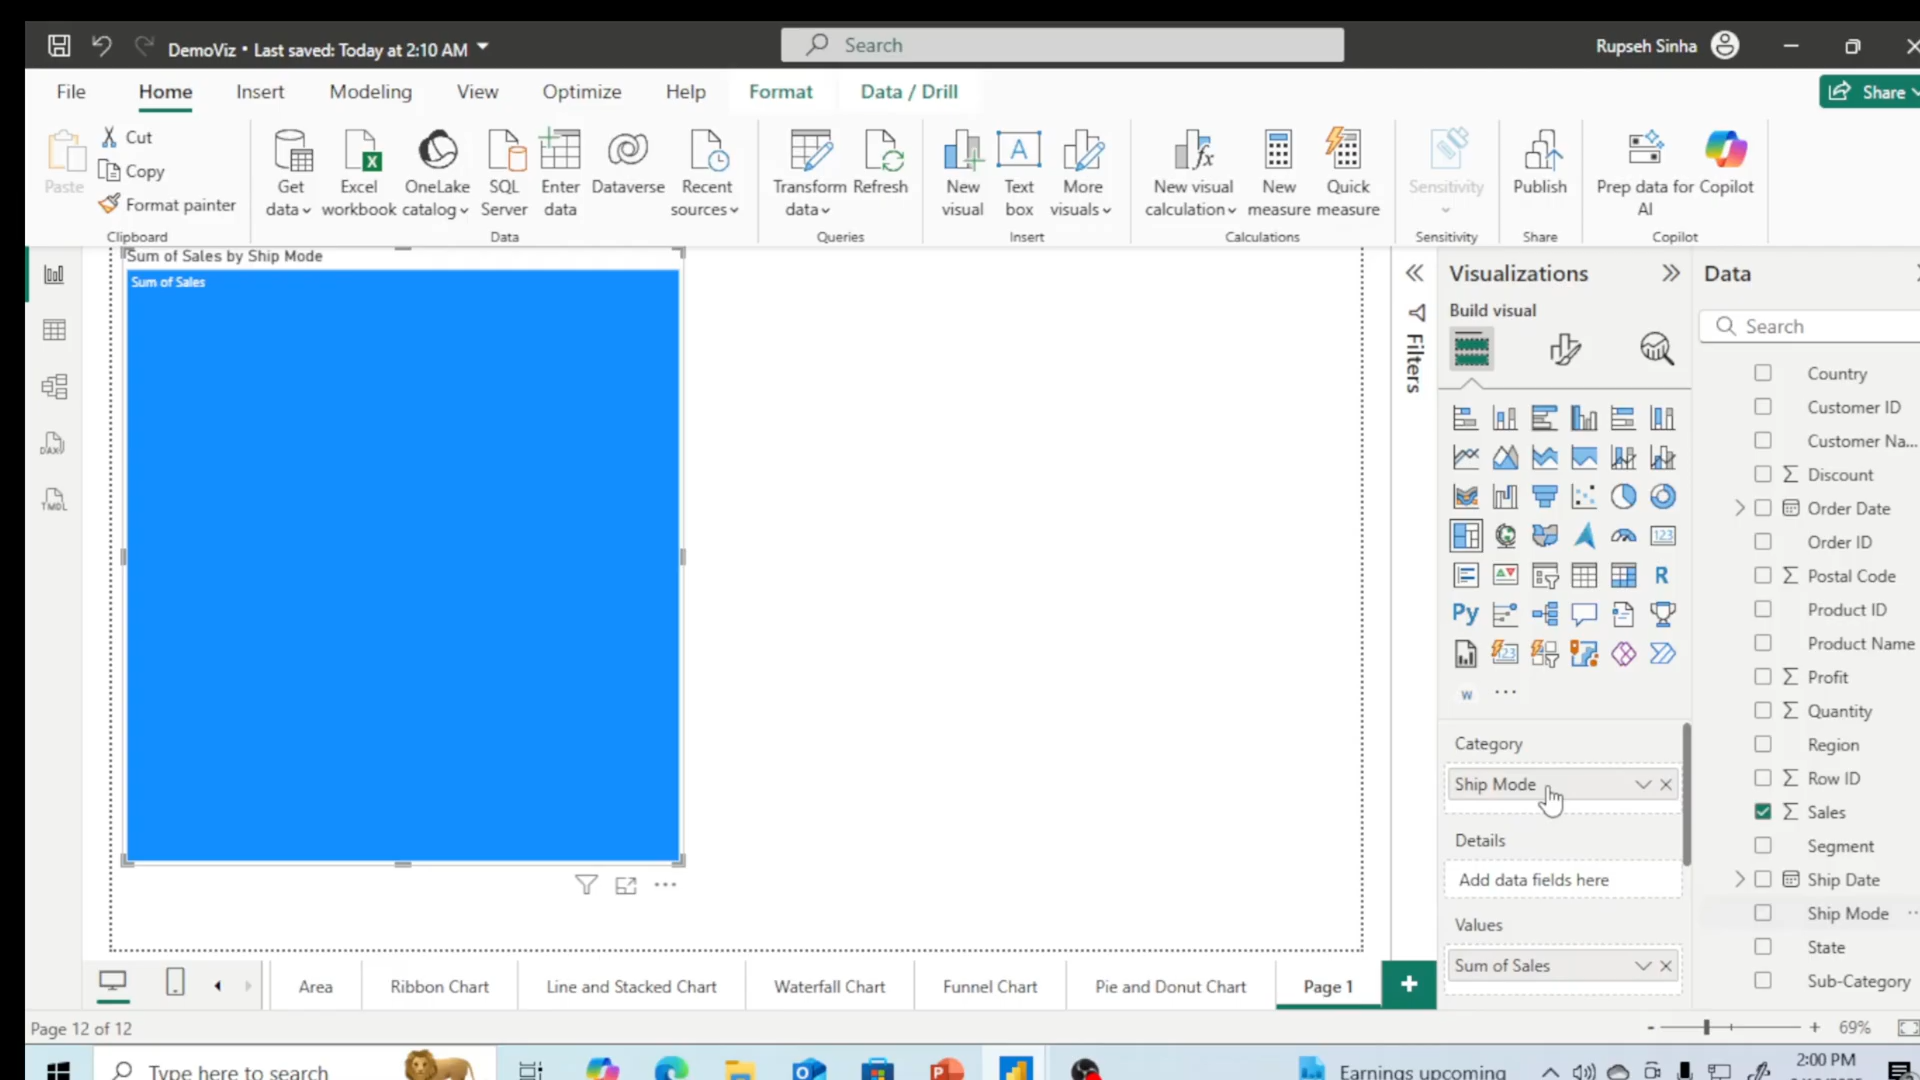 DemoViz • Last saved: Today at 2:10 AM
Search
Rupseh Sinha
File
Home
Insert
Modeling
View
Optimize
Help
Format
Data / Drill
Share
Paste
Cut
Copy
Format painter
Clipboard
Get data
Excel workbook
OneLake catalog
SQL Server
Enter data
Dataverse
Recent sources
Data
Transform data
Refresh
Queries
New visual
Text box
More visuals
Insert
New visual calculation
New measure
Quick measure
Calculations
Sensitivity
Sensitivity
Publish
Share
Prep data for AI
Copilot
Copilot
DAX
TMDL
Sum of Sales by Ship Mode
Sum of Sales
Filters
Visualizations
Build visual
123
R
Py
123
W
Category
Ship Mode
Details
Add data fields here
Values
Sum of Sales
Data
Search
Country
Customer ID
Customer Na...
Discount
Order Date
Order ID
Postal Code
Product ID
Product Name
Profit
Quantity
Region
Row ID
Sales
Segment
Ship Date
Ship Mode
State
Sub-Category
Area
Ribbon Chart
Line and Stacked Chart
Waterfall Chart
Funnel Chart
Pie and Donut Chart
Page 1
Page 12 of 12
69%
Type here to search
Earnings upcoming
2:00 PM